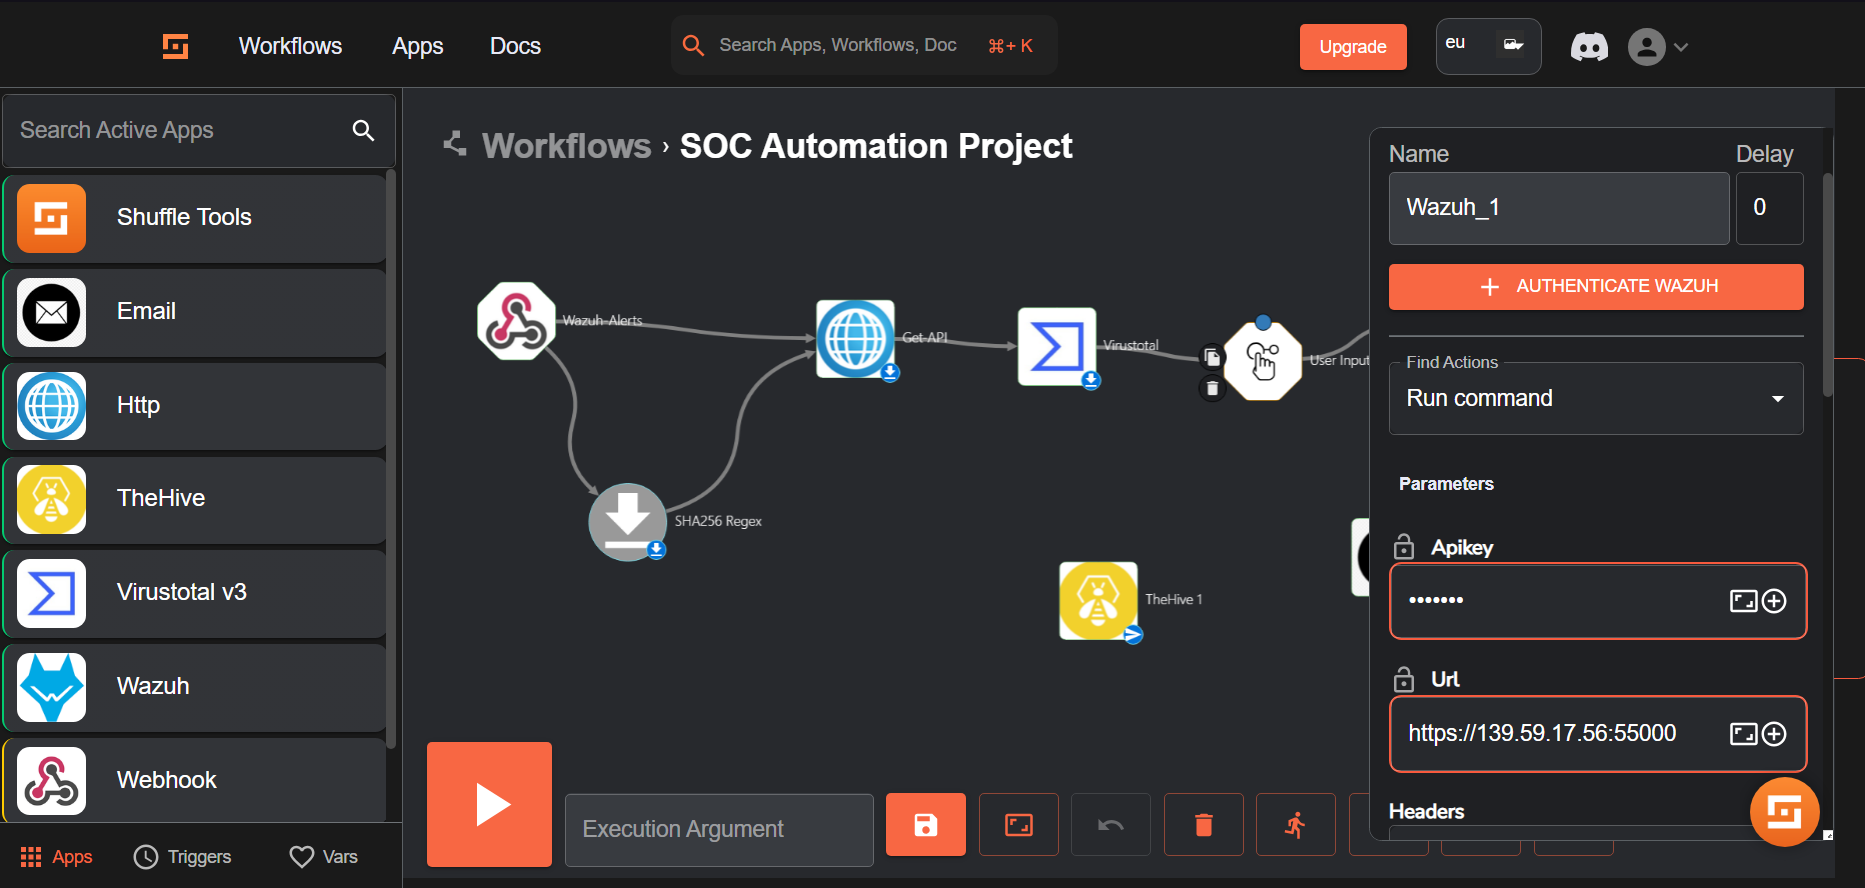 Workflows
Apps
Docs
Search Apps, Workflows, Doc
⌘+ K
Upgrade
eu
Search Active Apps
Shuffle Tools
Email
Http
TheHive
Virustotal v3
Wazuh
Webhook
Apps
Triggers
Vars
Workflows › SOC Automation Project
Wazuh-Alerts
Get-API
Virustotal
User Input
SHA256 Regex
TheHive 1
Execution Argument
Name
Delay
Wazuh_1
0
+ AUTHENTICATE WAZUH
Find Actions
Run command
Parameters
Apikey
•••••••
Url
https://139.59.17.56:55000
Headers